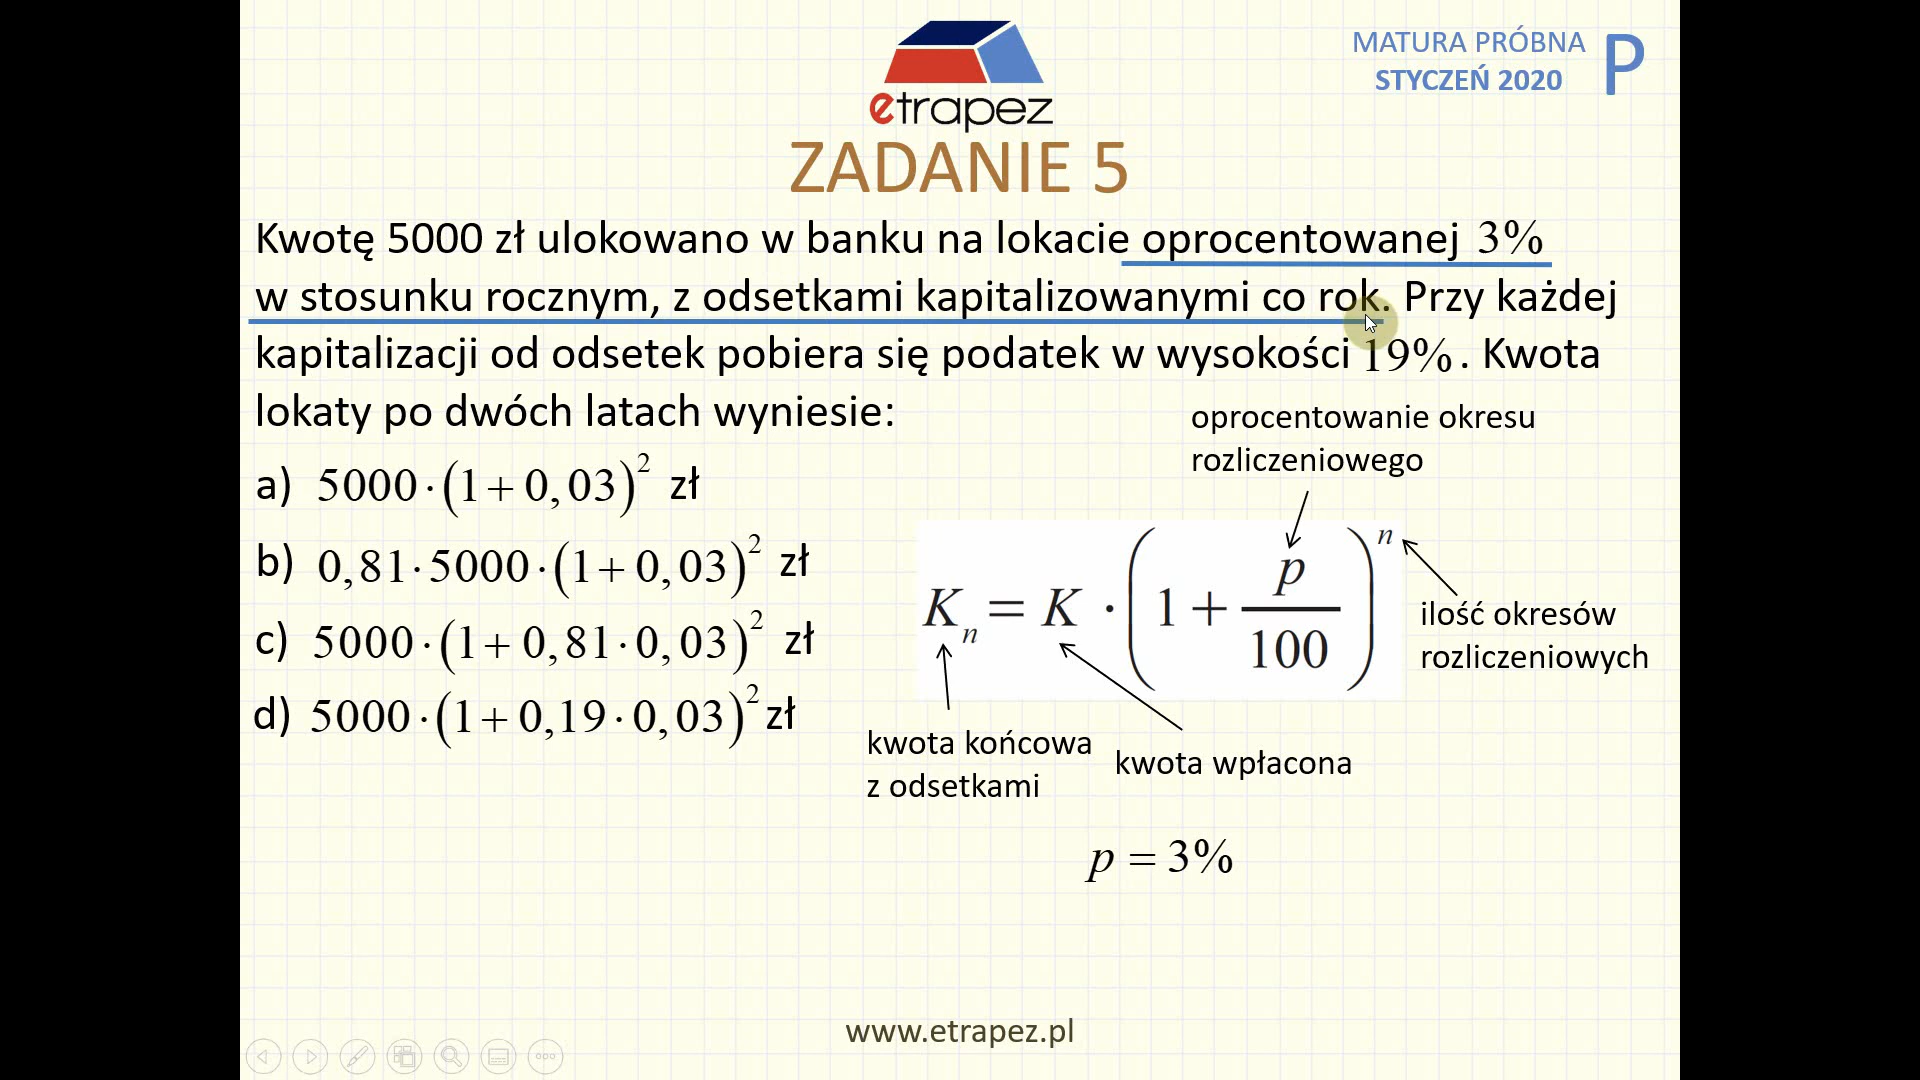 MATURA PRÓBNA
STYCZEŃ 2020
P
etrapez
ZADANIE 5
Kwotę 5000 zł ulokowano w banku na lokacie oprocentowanej 3%
w stosunku rocznym, z odsetkami kapitalizowanymi co rok. Przy każdej
kapitalizacji od odsetek pobiera się podatek w wysokości 19% . Kwota
lokaty po dwóch latach wyniesie:
a) 5000·(1+0,03)² zł
b) 0,81·5000·(1+0,03)² zł
c) 5000·(1+0,81·0,03)² zł
d) 5000·(1+0,19·0,03)² zł
oprocentowanie okresu
rozliczeniowego
Kₙ = K · (1 + p/100)ⁿ
ilość okresów
rozliczeniowych
kwota końcowa
z odsetkami
kwota wpłacona
p = 3%
www.etrapez.pl